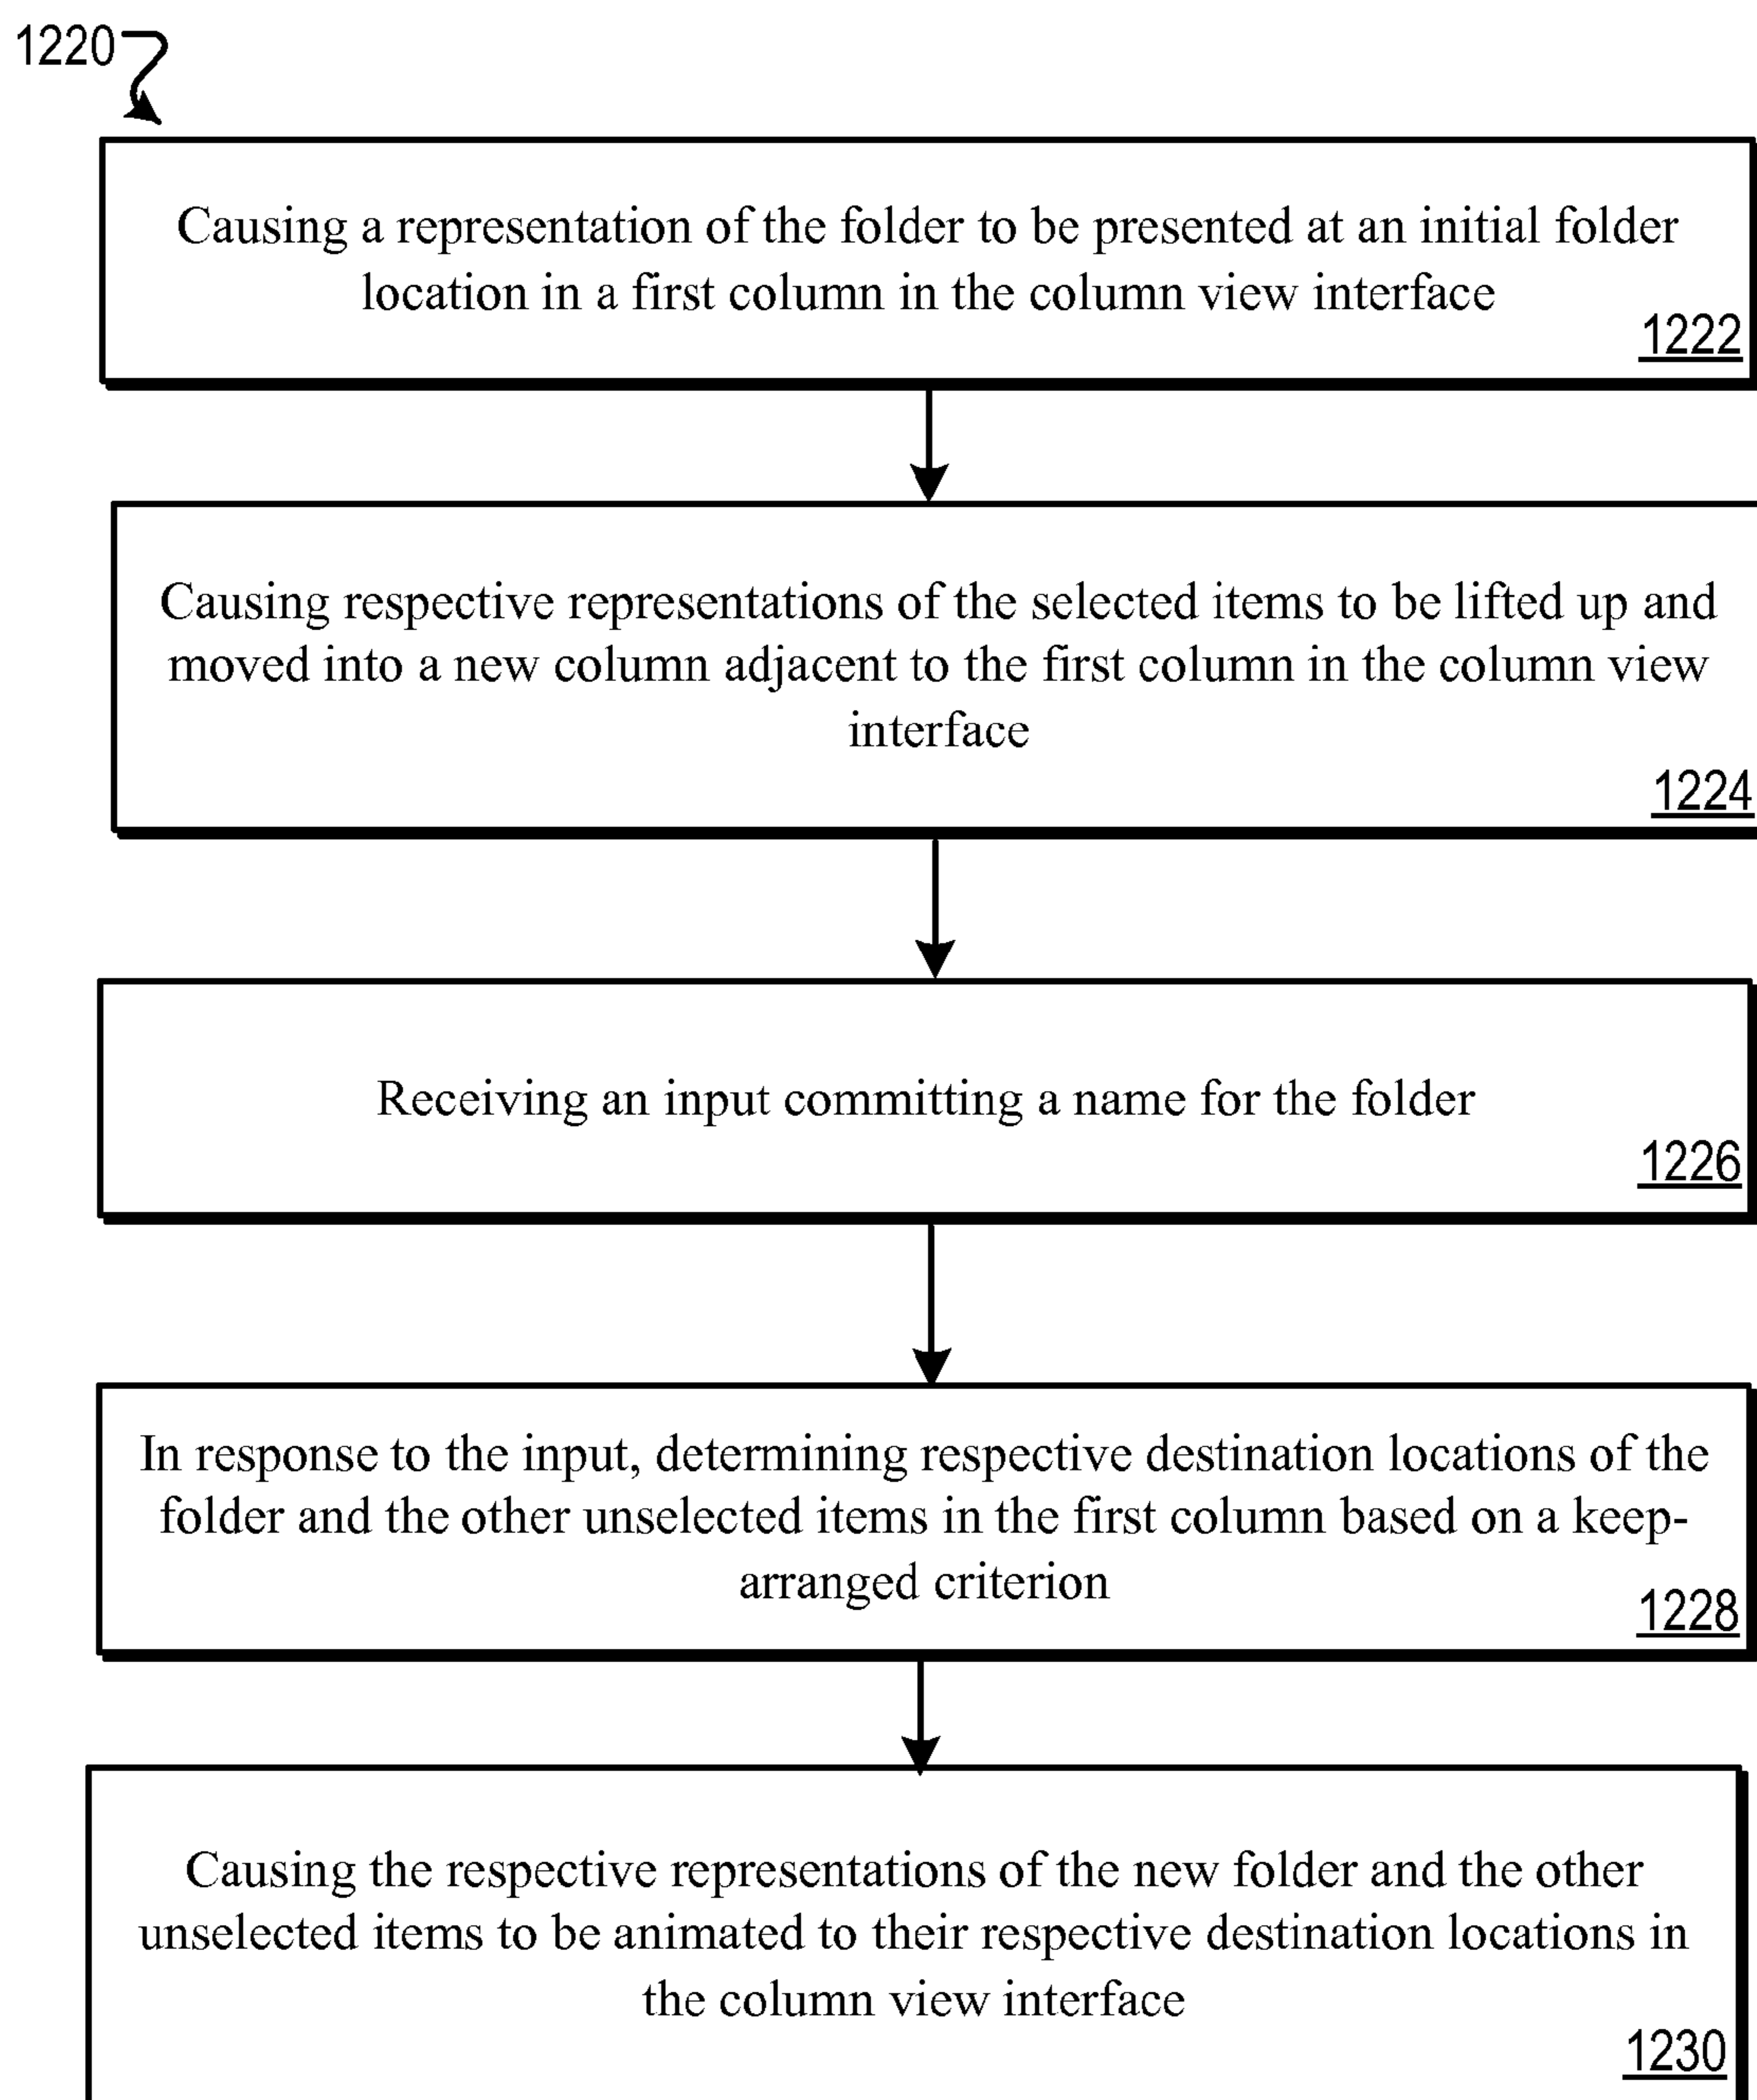 1220
Causing a representation of the folder to be presented at an initial folder
location in a first column in the column view interface
1222
Causing respective representations of the selected items to be lifted up and
moved into a new column adjacent to the first column in the column view
interface
1224
Receiving an input committing a name for the folder
1226
In response to the input, determining respective destination locations of the
folder and the other unselected items in the first column based on a keep-
arranged criterion
1228
Causing the respective representations of the new folder and the other
unselected items to be animated to their respective destination locations in
the column view interface
1230